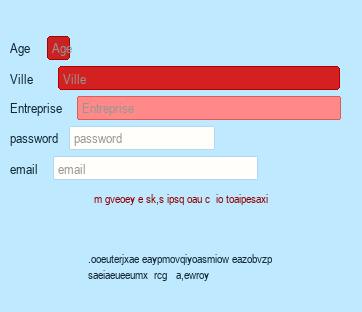 Age Age
Ville Ville
Entreprise Entreprise
password password
email email
m gveoey e sk,s ipsq oau c  io toaipesaxi
.ooeuterjxae eaypmovqiyoasmiow eazobvzp
saeiaeueeumx  rcg   a,ewroy